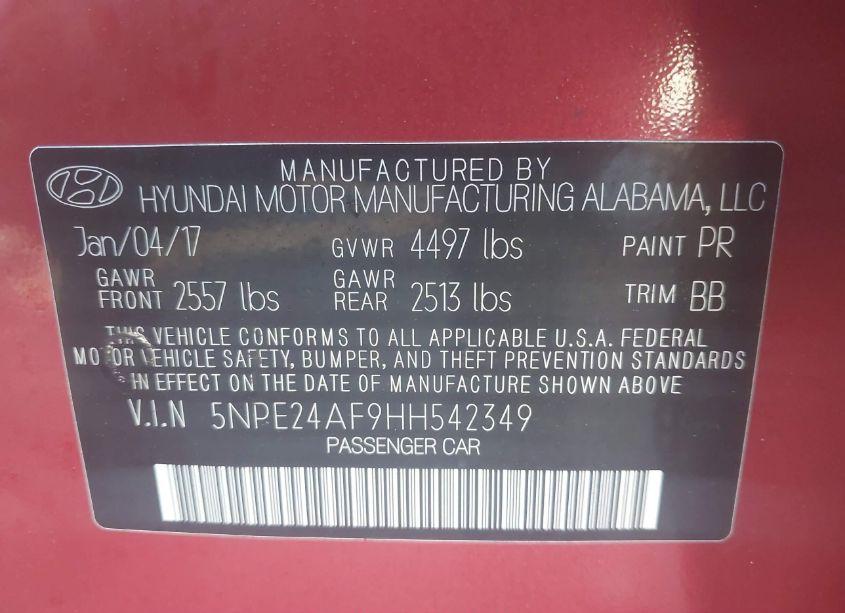 MANUFACTURED BY
HYUNDAI MOTOR MANUFACTURING ALABAMA, LLC
Jan/04/17 GVWR 4497 lbs PAINT PR
GAWR FRONT 2557 lbs GAWR REAR 2513 lbs TRIM BB
THIS VEHICLE CONFORMS TO ALL APPLICABLE U.S.A. FEDERAL
MOTOR VEHICLE SAFETY, BUMPER, AND THEFT PREVENTION STANDARDS
IN EFFECT ON THE DATE OF MANUFACTURE SHOWN ABOVE
V.I.N 5NPE24AF9HH542349
PASSENGER CAR